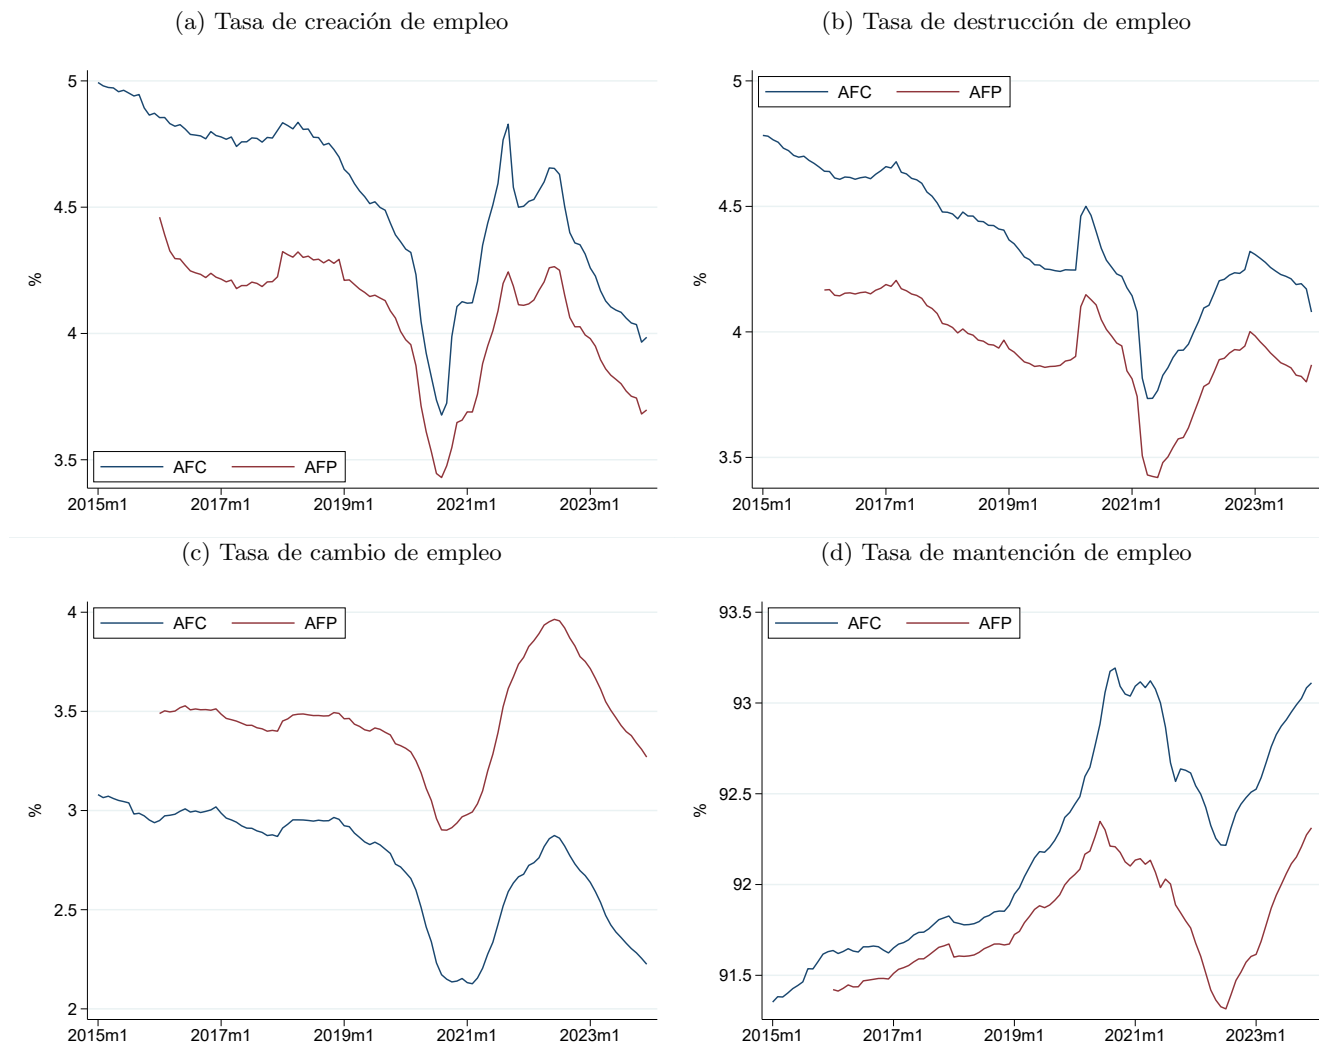 (a) Tasa de creación de empleo
5
4.5
4
3.5
%
AFC AFP
2015m1 2017m1 2019m1 2021m1 2023m1
(b) Tasa de destrucción de empleo
AFC AFP
5
4.5
4
3.5
%
2015m1 2017m1 2019m1 2021m1 2023m1
(c) Tasa de cambio de empleo
AFC AFP
4
3.5
3
2.5
2
%
2015m1 2017m1 2019m1 2021m1 2023m1
(d) Tasa de mantención de empleo
AFC AFP
93.5
93
92.5
92
91.5
%
2015m1 2017m1 2019m1 2021m1 2023m1